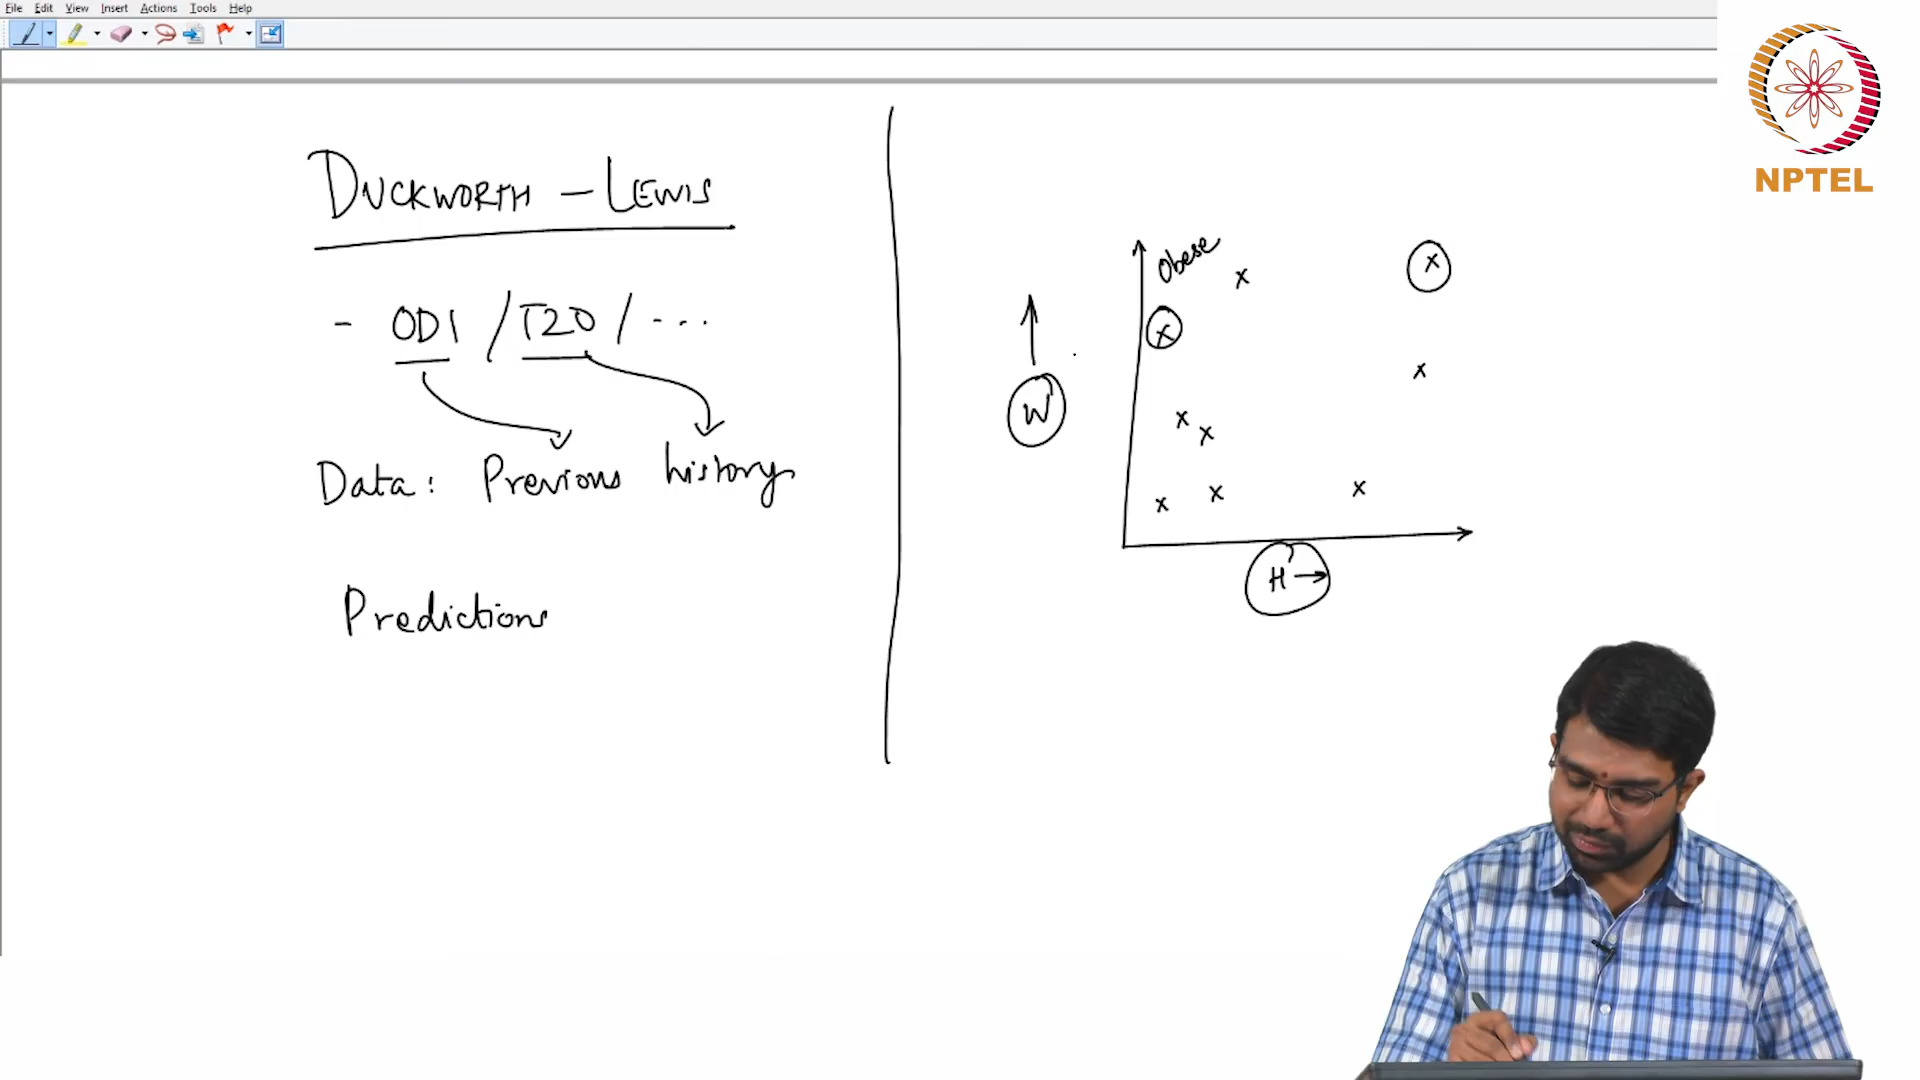 File Edit View Insert Actions Tools Help
NPTEL
DUCKWORTH - LEWIS
- ODI / T20 / ...
Data: Previous history
Predictions
Obese
W
H